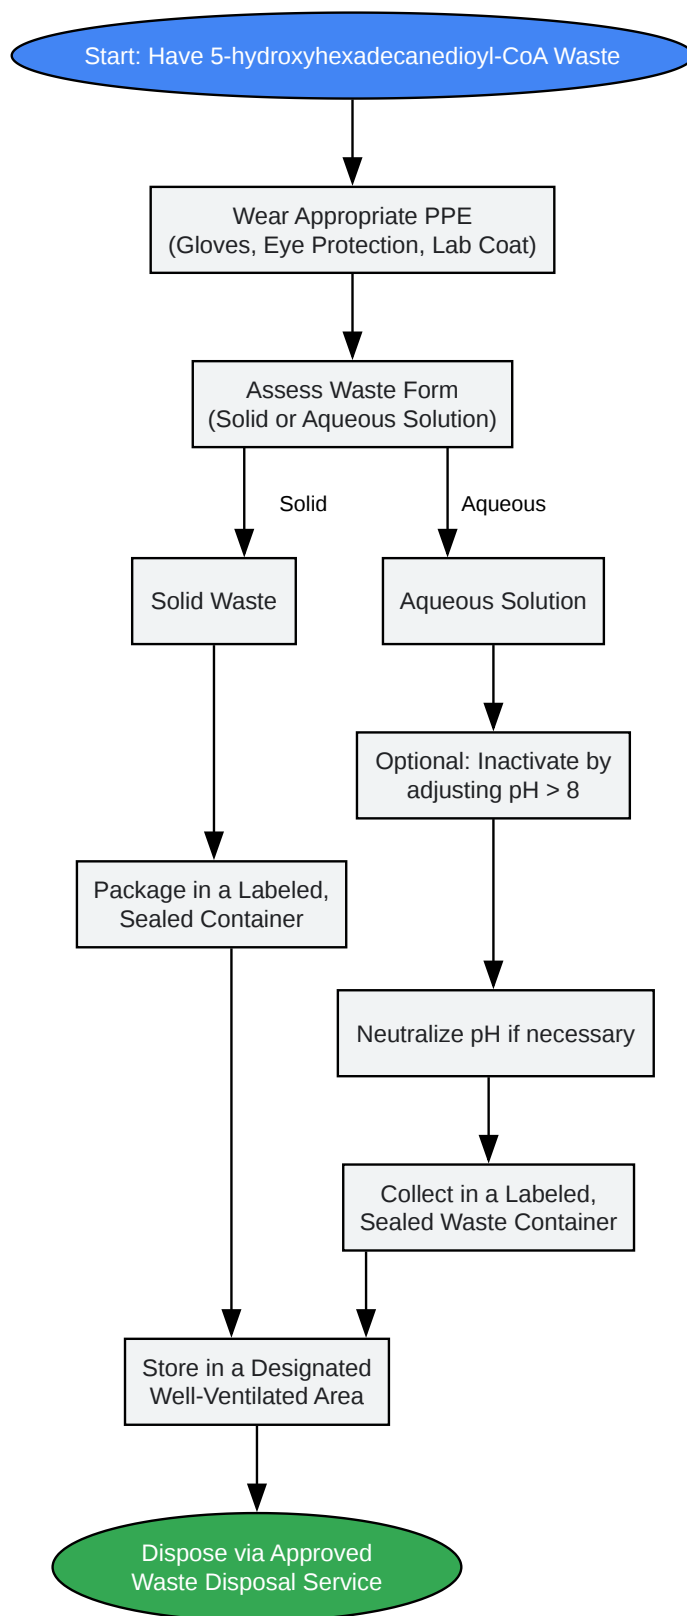 Start: Have 5-hydroxyhexadecanedioyl-CoA Waste
Wear Appropriate PPE
(Gloves, Eye Protection, Lab Coat)
Assess Waste Form
(Solid or Aqueous Solution)
Solid
Aqueous
Solid Waste
Aqueous Solution
Optional: Inactivate by
adjusting pH > 8
Package in a Labeled,
Sealed Container
Neutralize pH if necessary
Collect in a Labeled,
Sealed Waste Container
Store in a Designated
Well-Ventilated Area
Dispose via Approved
Waste Disposal Service